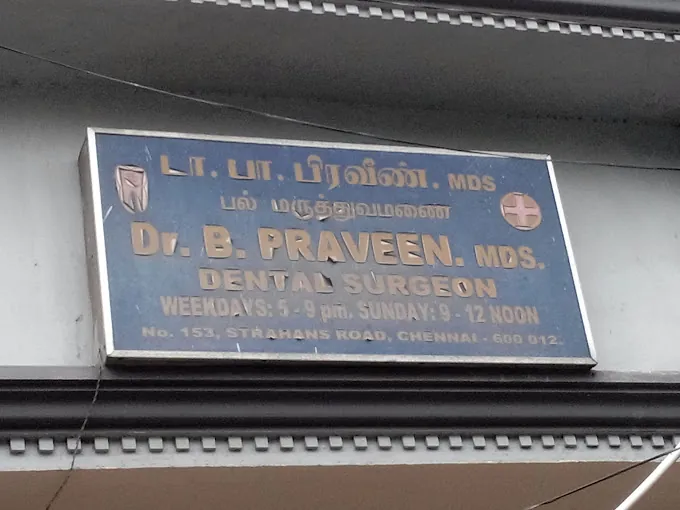 டா. பா. பிரவீண். MDS
பல் மருத்துவமணை
Dr. B. PRAVEEN. MDS.
DENTAL SURGEON
WEEKDAYS: 5 - 9 pm. SUNDAY: 9 - 12 NOON
No. 153, STRAHANS ROAD, CHENNAI - 600 012.